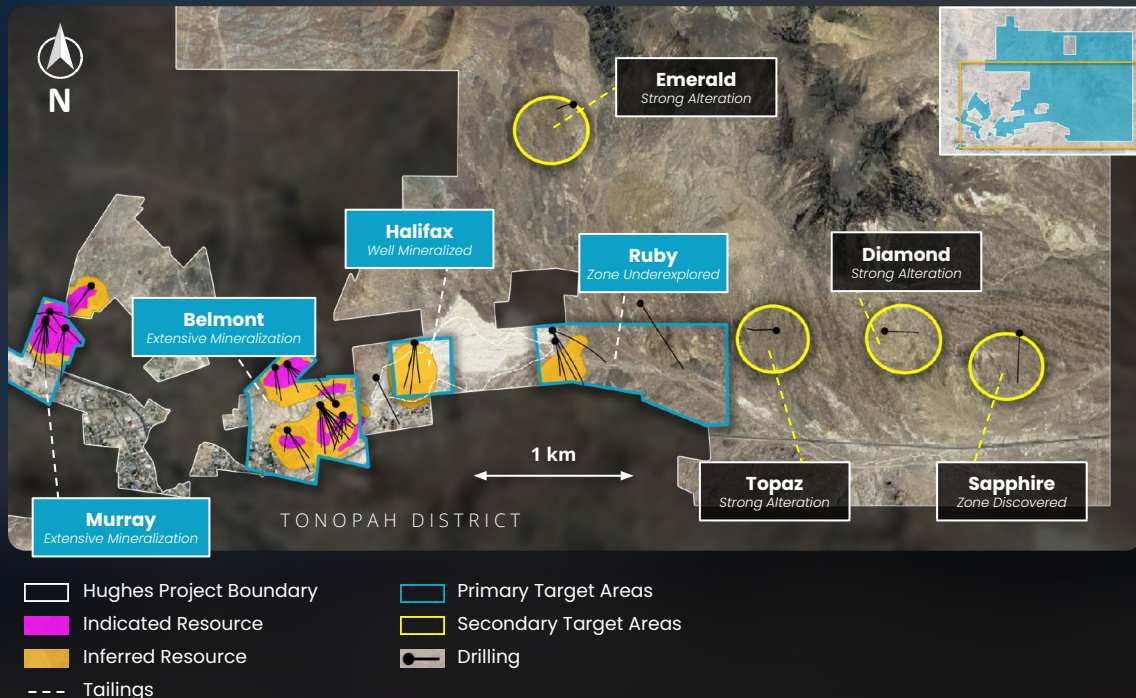 N
Emerald
Strong Alteration
Halifax
Well Mineralized
Ruby
Zone Underexplored
Diamond
Strong Alteration
Belmont
Extensive Mineralization
1 km
Topaz
Strong Alteration
Sapphire
Zone Discovered
Murray
Extensive Mineralization
TONOPAH DISTRICT
Hughes Project Boundary
Primary Target Areas
Indicated Resource
Secondary Target Areas
Inferred Resource
Drilling
Tailings